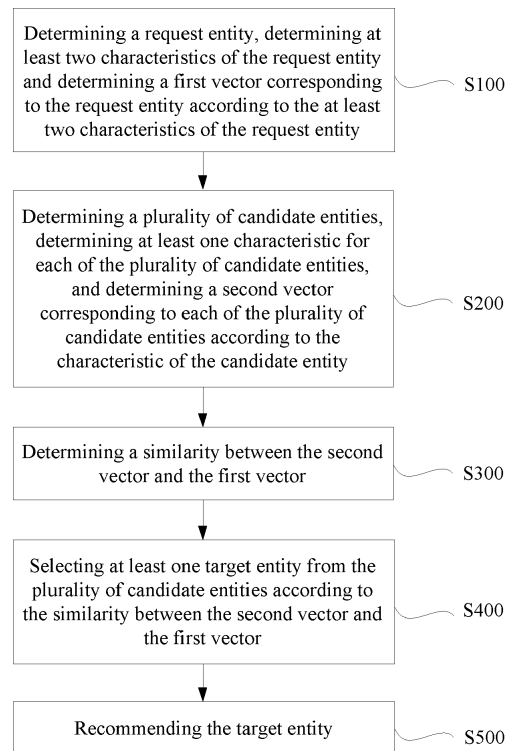 Determining a request entity, determining at
least two characteristics of the request entity
and determining a first vector corresponding
to the request entity according to the at least
two characteristics of the request entity
S100
Determining a plurality of candidate entities,
determining at least one characteristic for
each of the plurality of candidate entities,
and determining a second vector
corresponding to each of the plurality of
candidate entities according to the
characteristic of the candidate entity
S200
Determining a similarity between the second
vector and the first vector
S300
Selecting at least one target entity from the
plurality of candidate entities according to
the similarity between the second vector and
the first vector
S400
Recommending the target entity
S500